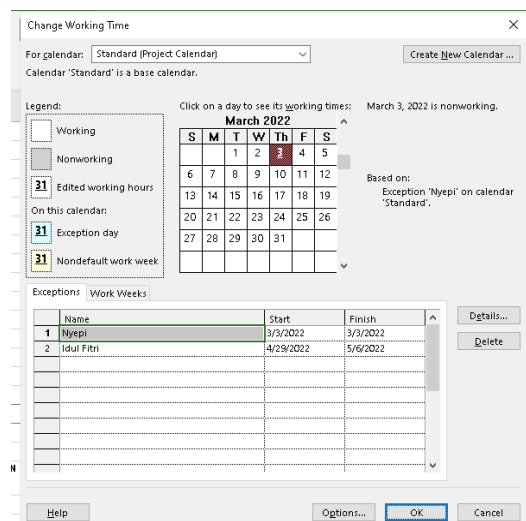 Change Working Time
For calendar: Standard (Project Calendar)
Create New Calendar ...
Calendar 'Standard' is a base calendar.
Legend:
Working
Nonworking
31 Edited working hours
On this calendar:
31 Exception day
31 Nondefault work week
Click on a day to see its working times:
March 2022
S M T W Th F S
1 2 3 4 5
6 7 8 9 10 11 12
13 14 15 16 17 18 19
20 21 22 23 24 25 26
27 28 29 30 31
March 3, 2022 is nonworking.
Based on:
Exception 'Nyepi' on calendar
'Standard'.
Exceptions Work Weeks
Name Start Finish
1 Nyepi 3/3/2022 3/3/2022
2 Idul Fitri 4/29/2022 5/6/2022
Details...
Delete
N
Help Options... OK Cancel